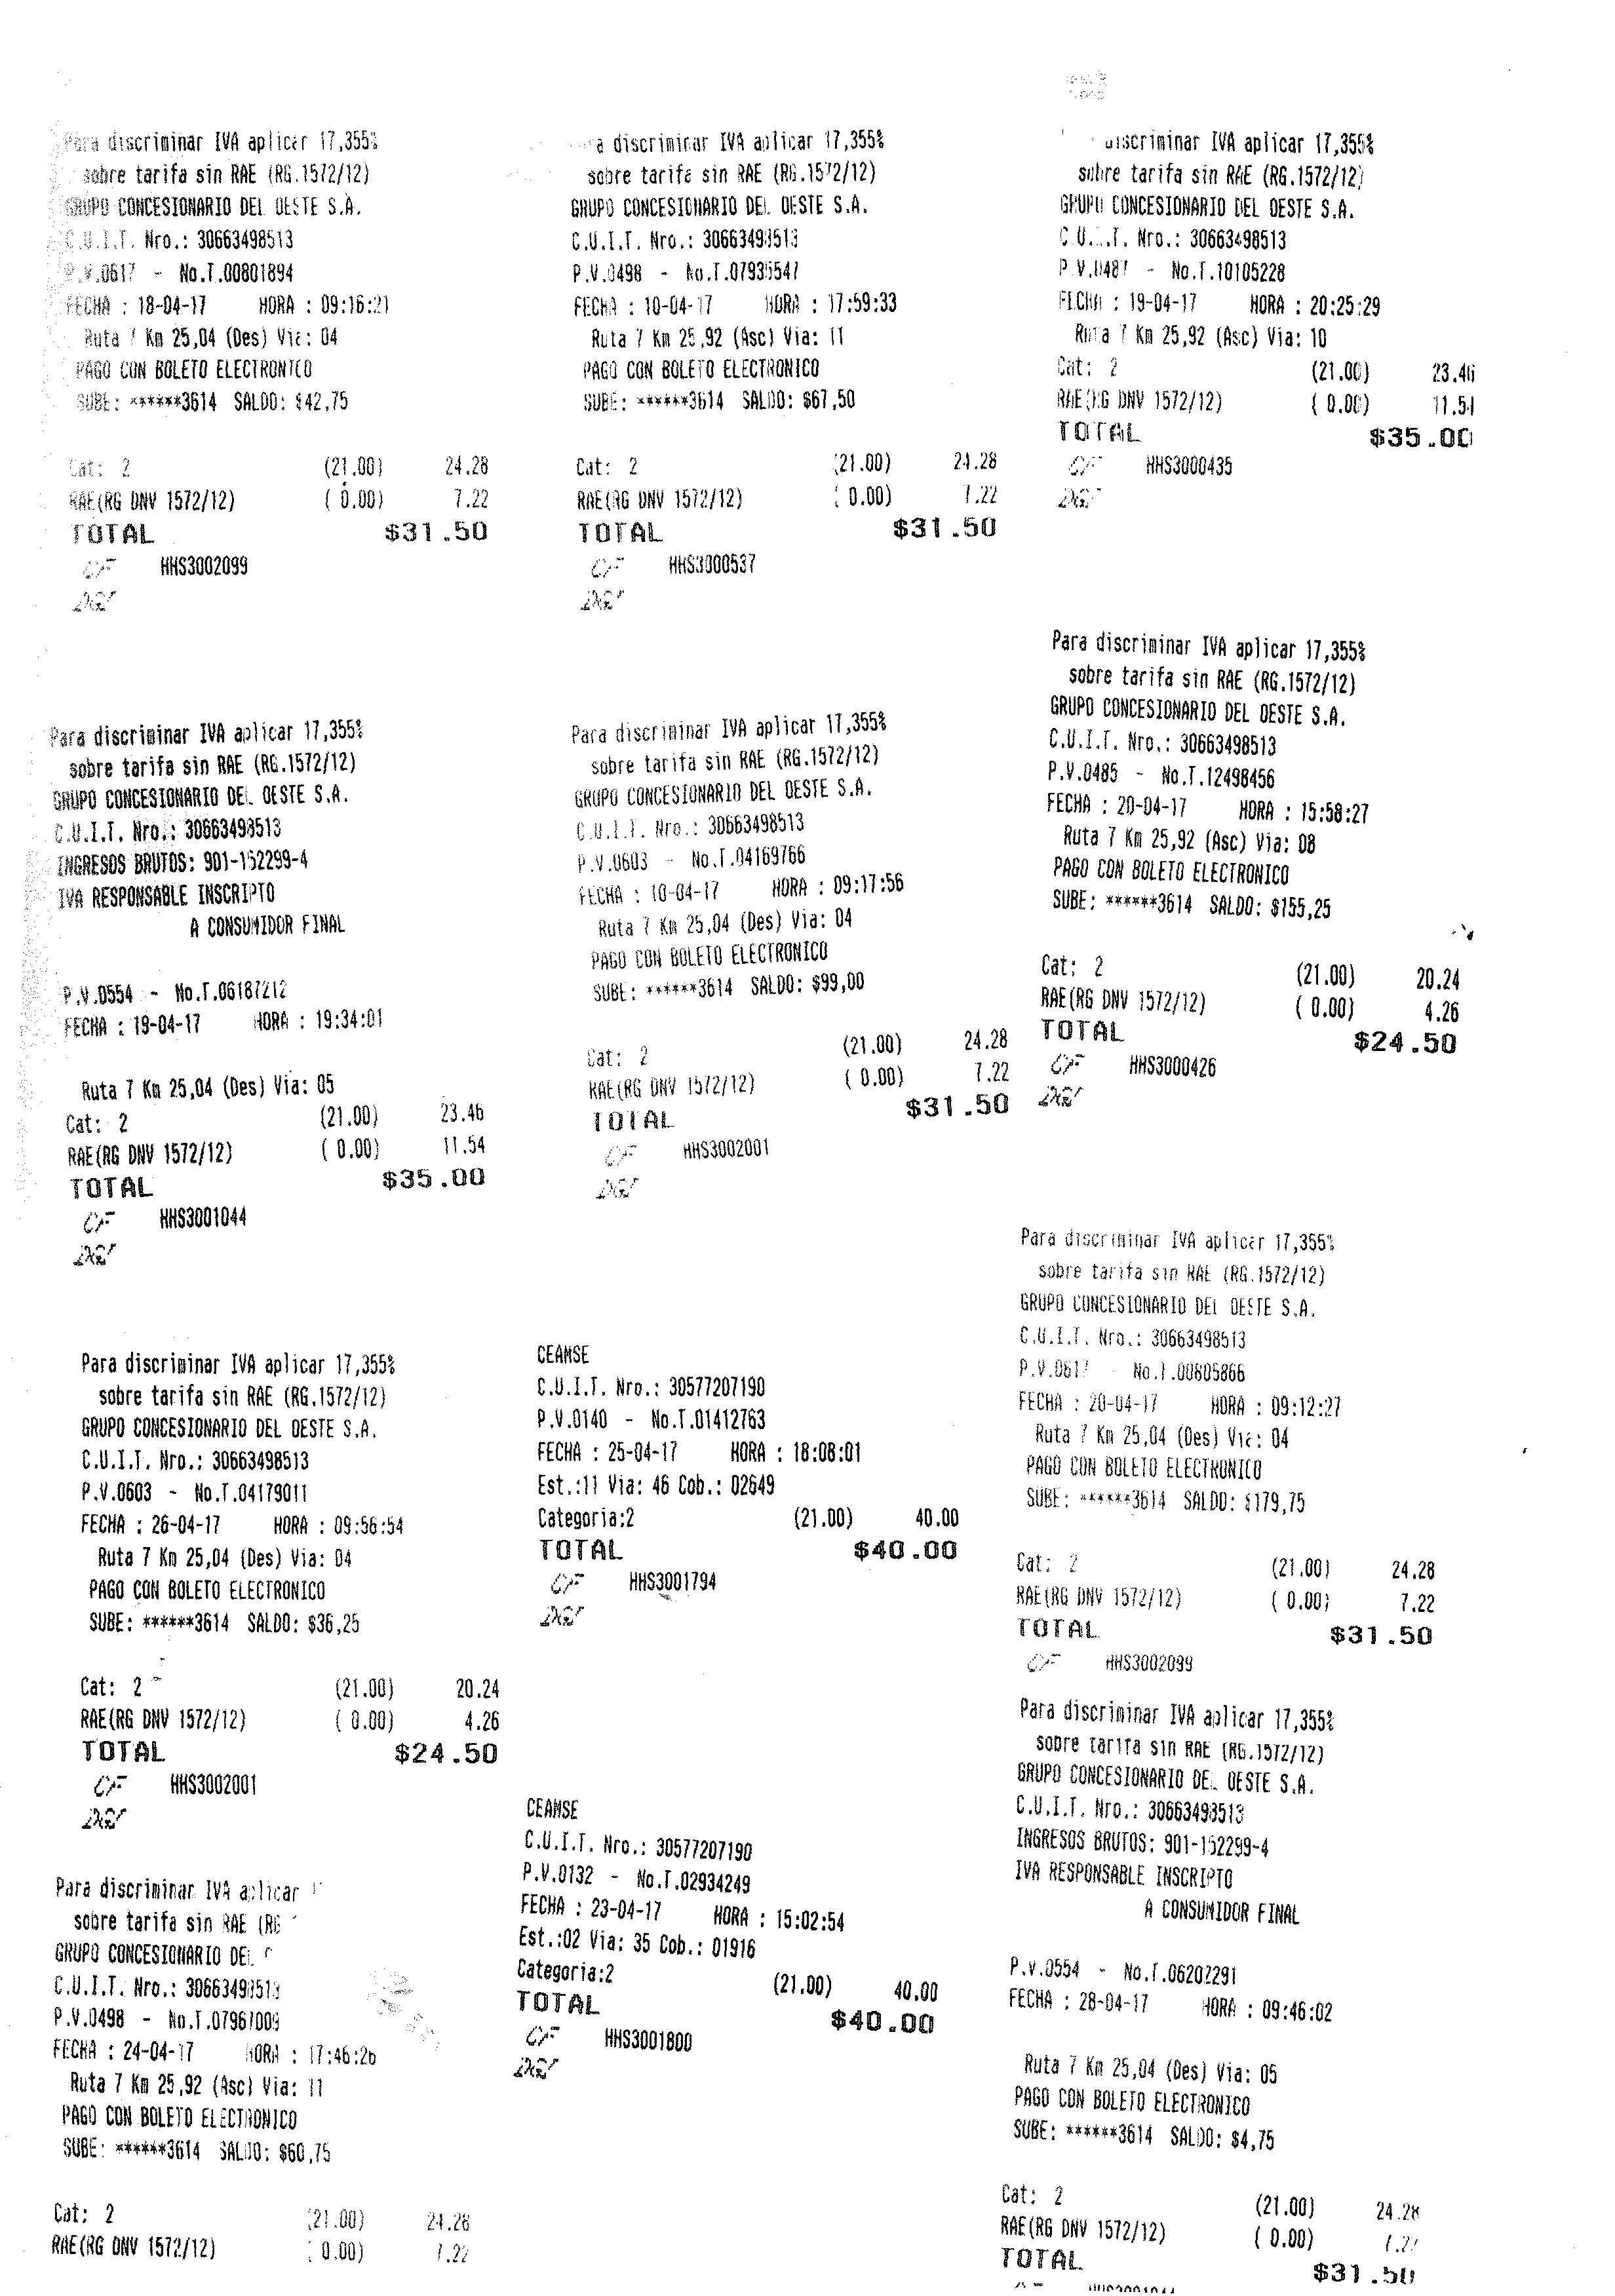 Para discriminar IVA aplicar 17,355%
sobre tarifa sin RAE (RG.1572/12)
GRUPO CONCESIONARIO DEL OESTE S.A.
C.U.I.T. Nro.: 30663498513
P.V.0617 - No.T.00801894
FECHA : 18-04-17 HORA : 09:16:21
Ruta 7 Km 25,04 (Des) Via: 04
PAGO CON BOLETO ELECTRONICO
SUBE: ******3614 SALDO: $42,75
Cat: 2 (21.00) 24.28
RAE(RG DNV 1572/12) ( 0.00) 7.22
TOTAL $31.50
CF HHS3002099
DGI
a discriminar IVA aplicar 17,355%
sobre tarifa sin RAE (RG.1572/12)
GRUPO CONCESIONARIO DEL OESTE S.A.
C.U.I.T. Nro.: 30663498513
P.V.0498 - No.T.07935547
FECHA : 10-04-17 HORA : 17:59:33
Ruta 7 Km 25,92 (Asc) Via: 11
PAGO CON BOLETO ELECTRONICO
SUBE: ******3614 SALDO: $67,50
Cat: 2 (21.00) 24.28
RAE(RG DNV 1572/12) ( 0.00) 7.22
TOTAL $31.50
CF HHS3000537
DGI
discriminar IVA aplicar 17,355%
sobre tarifa sin RAE (RG.1572/12)
GRUPO CONCESIONARIO DEL OESTE S.A.
C.U.I.T. Nro.: 30663498513
P.V.0487 - No.T.10105228
FECHA : 19-04-17 HORA : 20:25:29
Ruta 7 Km 25,92 (Asc) Via: 10
Cat: 2 (21.00) 23.46
RAE(RG DNV 1572/12) ( 0.00) 11.54
TOTAL $35.00
CF HHS3000435
DGI
Para discriminar IVA aplicar 17,355%
sobre tarifa sin RAE (RG.1572/12)
GRUPO CONCESIONARIO DEL OESTE S.A.
C.U.I.T. Nro.: 30663498513
INGRESOS BRUTOS: 901-152299-4
IVA RESPONSABLE INSCRIPTO
A CONSUMIDOR FINAL
P.V.0554 - No.T.06187212
FECHA : 19-04-17 HORA : 19:34:01
Ruta 7 Km 25,04 (Des) Via: 05
Cat: 2 (21.00) 23.46
RAE(RG DNV 1572/12) ( 0.00) 11.54
TOTAL $35.00
CF HHS3001044
DGI
Para discriminar IVA aplicar 17,355%
sobre tarifa sin RAE (RG.1572/12)
GRUPO CONCESIONARIO DEL OESTE S.A.
C.U.I.T. Nro.: 30663498513
P.V.0603 - No.T.04169766
FECHA : 10-04-17 HORA : 09:17:56
Ruta 7 Km 25,04 (Des) Via: 04
PAGO CON BOLETO ELECTRONICO
SUBE: ******3614 SALDO: $99,00
Cat: 2 (21.00) 24.28
RAE(RG DNV 1572/12) ( 0.00) 7.22
TOTAL $31.50
CF HHS3002001
DGI
Para discriminar IVA aplicar 17,355%
sobre tarifa sin RAE (RG.1572/12)
GRUPO CONCESIONARIO DEL OESTE S.A.
C.U.I.T. Nro.: 30663498513
P.V.0485 - No.T.12498456
FECHA : 20-04-17 HORA : 15:58:27
Ruta 7 Km 25,92 (Asc) Via: 08
PAGO CON BOLETO ELECTRONICO
SUBE: ******3614 SALDO: $155,25
Cat: 2 (21.00) 20.24
RAE(RG DNV 1572/12) ( 0.00) 4.26
TOTAL $24.50
CF HHS3000426
DGI
Para discriminar IVA aplicar 17,355%
sobre tarifa sin RAE (RG.1572/12)
GRUPO CONCESIONARIO DEL OESTE S.A.
C.U.I.T. Nro.: 30663498513
P.V.0603 - No.T.04179011
FECHA : 26-04-17 HORA : 09:56:54
Ruta 7 Km 25,04 (Des) Via: 04
PAGO CON BOLETO ELECTRONICO
SUBE: ******3614 SALDO: $36,25
Cat: 2 (21.00) 20.24
RAE(RG DNV 1572/12) ( 0.00) 4.26
TOTAL $24.50
CF HHS3002001
DGI
CEAMSE
C.U.I.T. Nro.: 30577207190
P.V.0140 - No.T.01412763
FECHA : 25-04-17 HORA : 18:08:01
Est.:11 Via: 46 Cob.: 02649
Categoria:2 (21.00) 40.00
TOTAL $40.00
CF HHS3001794
DGI
Para discriminar IVA aplicar 17,355%
sobre tarifa sin RAE (RG.1572/12)
GRUPO CONCESIONARIO DEL OESTE S.A.
C.U.I.T. Nro.: 30663498513
P.V.0617 - No.T.00805866
FECHA : 20-04-17 HORA : 09:12:27
Ruta 7 Km 25,04 (Des) Via: 04
PAGO CON BOLETO ELECTRONICO
SUBE: ******3614 SALDO: $179,75
Cat: 2 (21.00) 24.28
RAE(RG DNV 1572/12) ( 0.00) 7.22
TOTAL $31.50
CF HHS3002099
Para discriminar IVA aplicar
sobre tarifa sin RAE (RG
GRUPO CONCESIONARIO DEL
C.U.I.T. Nro.: 30663498513
P.V.0498 - No.T.07961009
FECHA : 24-04-17 HORA : 17:46:26
Ruta 7 Km 25,92 (Asc) Via: 11
PAGO CON BOLETO ELECTRONICO
SUBE: ******3614 SALDO: $60,75
Cat: 2 (21.00) 24.28
RAE(RG DNV 1572/12) ( 0.00) 7.22
CEAMSE
C.U.I.T. Nro.: 30577207190
P.V.0132 - No.T.02934249
FECHA : 23-04-17 HORA : 15:02:54
Est.:02 Via: 35 Cob.: 01916
Categoria:2 (21.00) 40.00
TOTAL $40.00
CF HHS3001800
DGI
Para discriminar IVA aplicar 17,355%
sobre tarifa sin RAE (RG.1572/12)
GRUPO CONCESIONARIO DEL OESTE S.A.
C.U.I.T. Nro.: 30663498513
INGRESOS BRUTOS: 901-152299-4
IVA RESPONSABLE INSCRIPTO
A CONSUMIDOR FINAL
P.V.0554 - No.T.06207291
FECHA : 28-04-17 HORA : 09:46:02
Ruta 7 Km 25,04 (Des) Via: 05
PAGO CON BOLETO ELECTRONICO
SUBE: ******3614 SALDO: $4,75
Cat: 2 (21.00) 24.28
RAE(RG DNV 1572/12) ( 0.00) 7.22
TOTAL $31.50